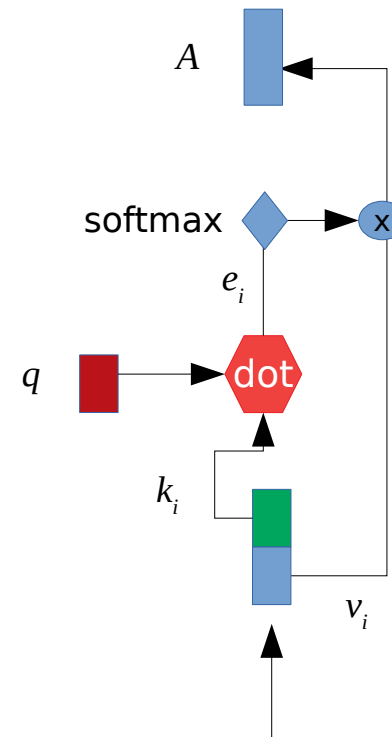 A
softmax
x
e_i
q
dot
k_i
v_i